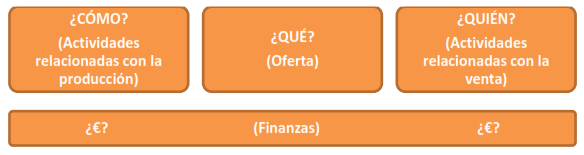 ¿CÓMO?
(Actividades
relacionadas con la
producción)
¿QUÉ?
(Oferta)
¿QUIÉN?
(Actividades
relacionadas con la
venta)
¿€? (Finanzas) ¿€?